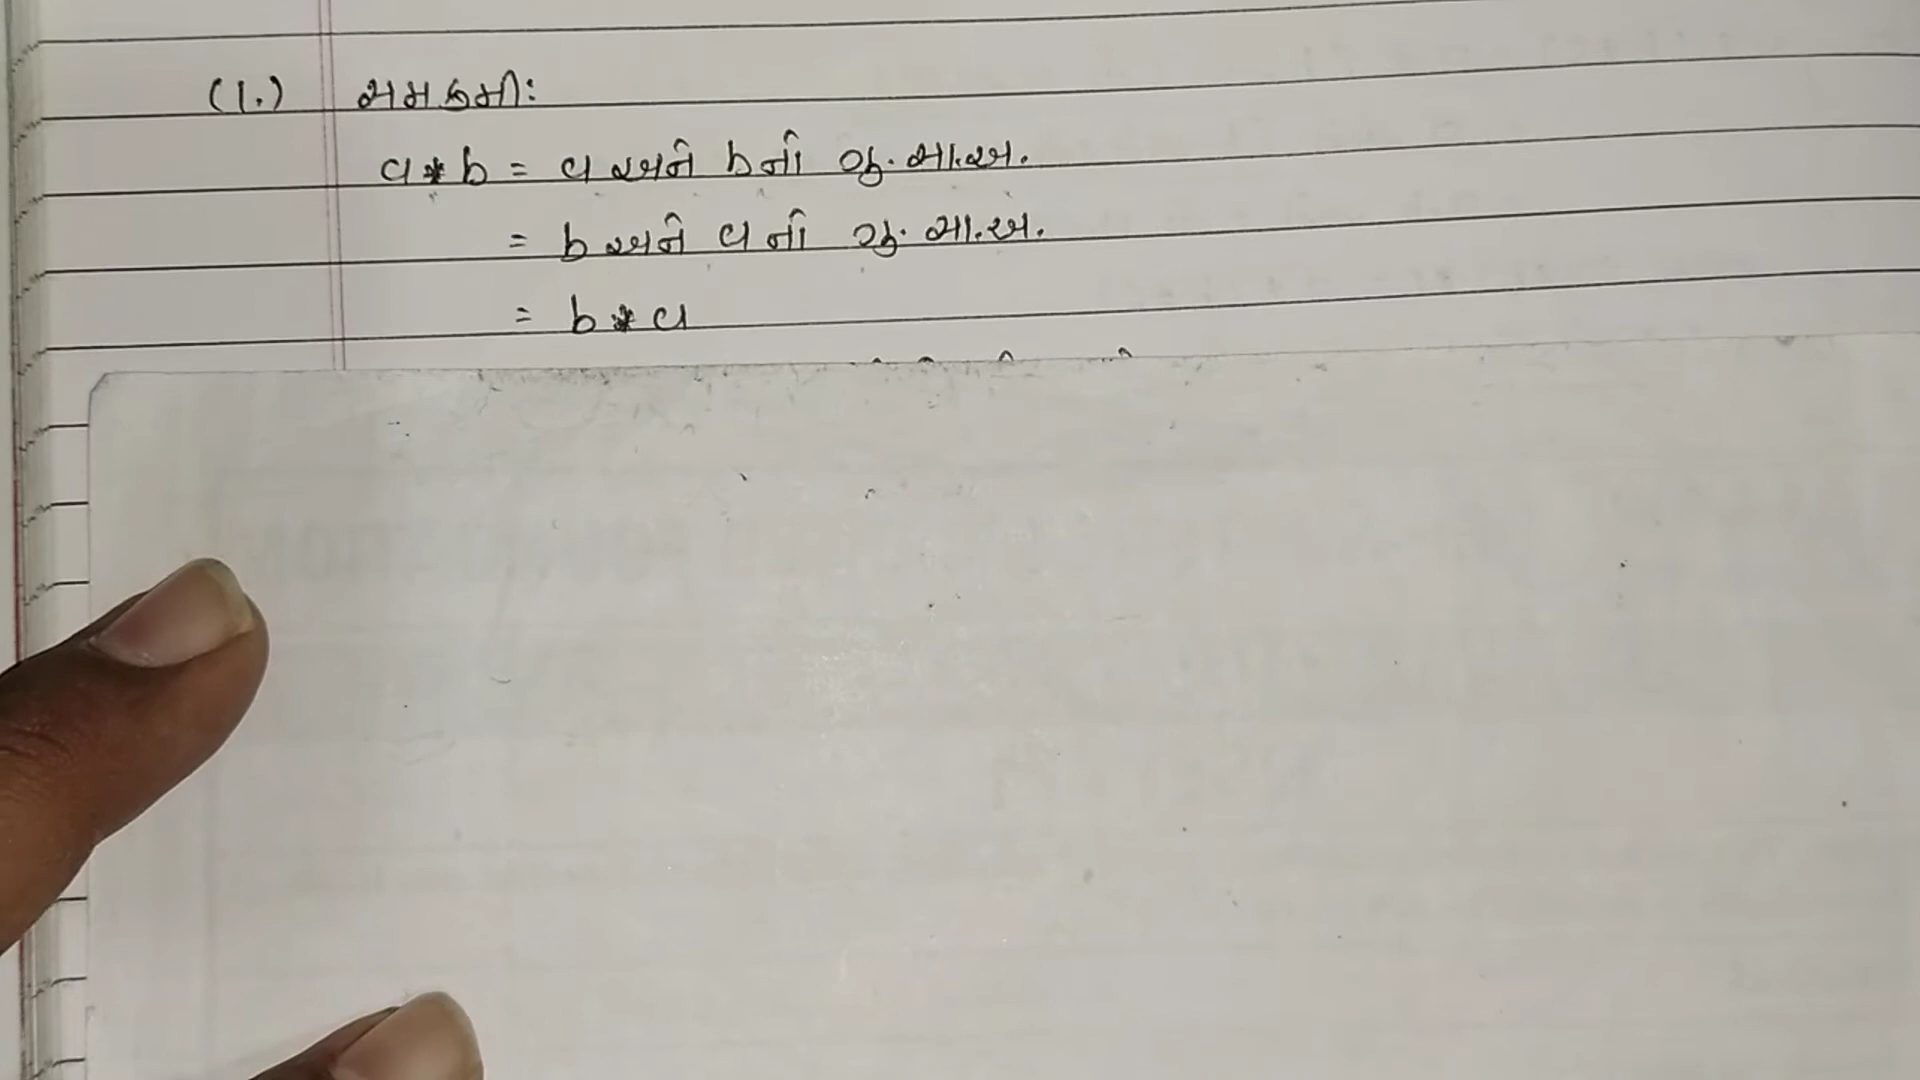 (1.) સમક્રમી:
a * b = a અને b નો ગુ.સા.અ.
= b અને a નો ગુ.સા.અ.
= b * a